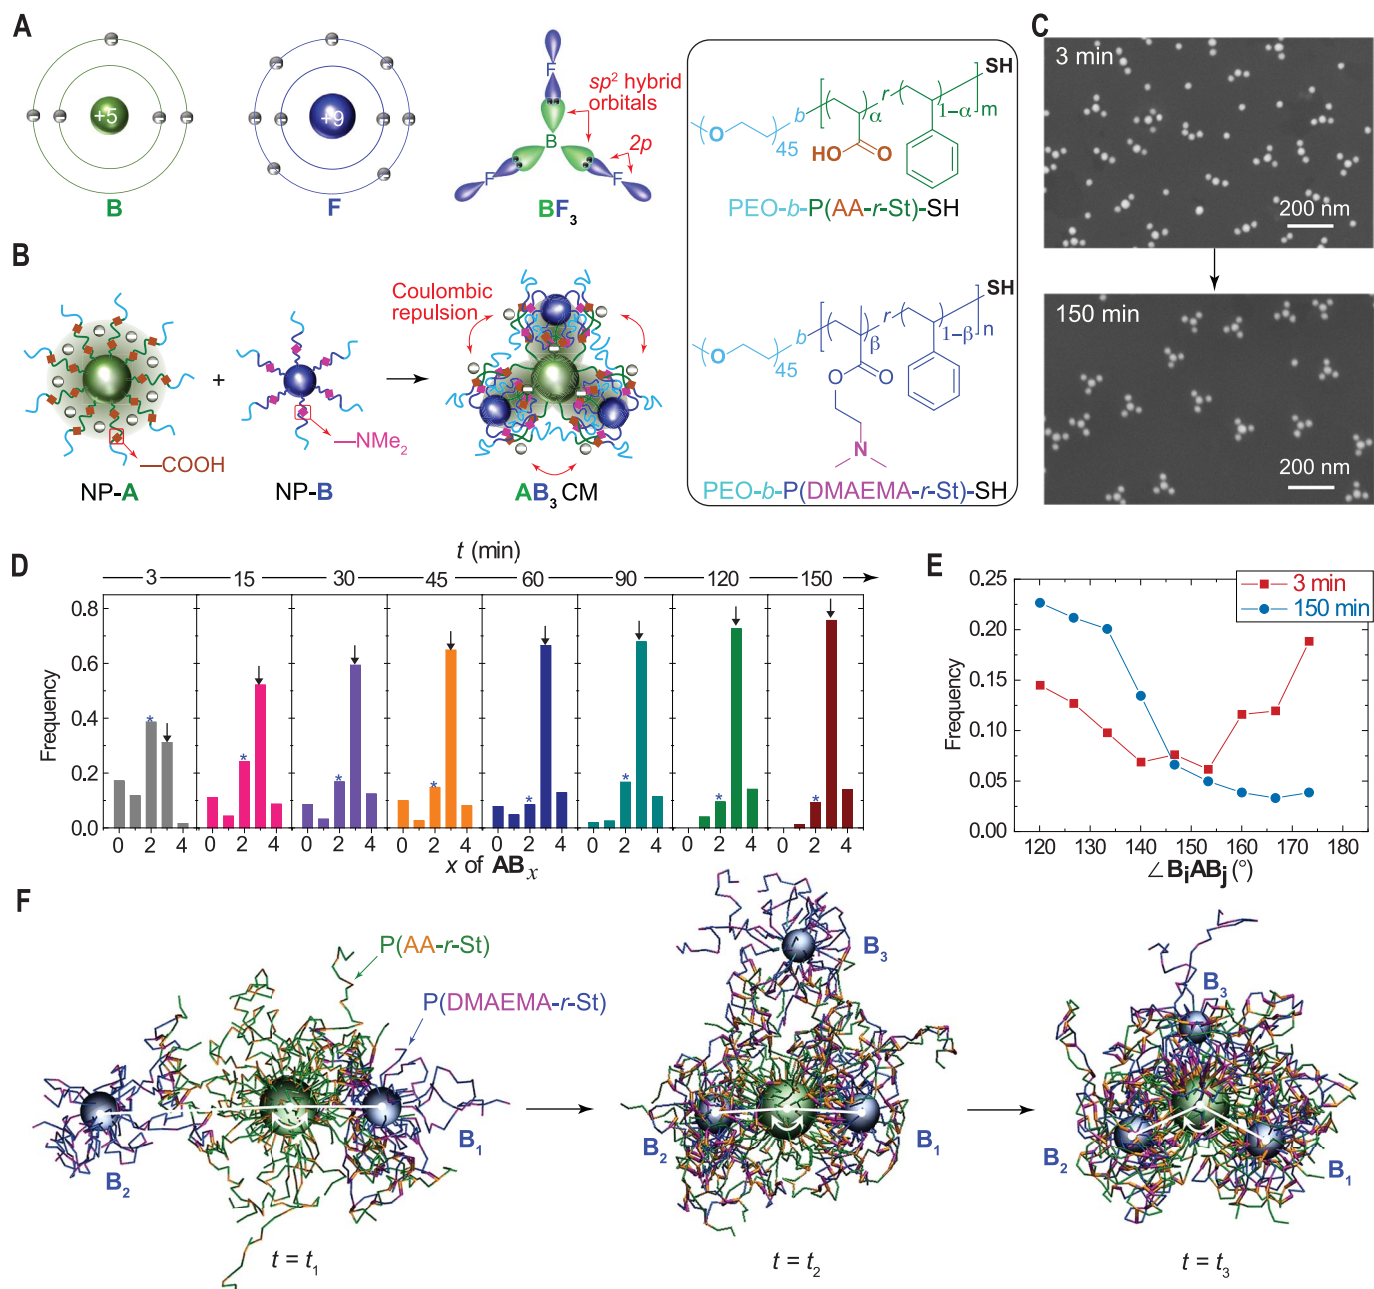 A
+5
B
+9
F
F
B
F
F
sp² hybrid
orbitals
2p
BF₃
SH
O
45
b
r
α
1-α
m
HO
O
PEO-b-P(AA-r-St)-SH
SH
O
45
b
r
β
1-β
n
O
O
N
PEO-b-P(DMAEMA-r-St)-SH
C
3 min
200 nm
150 min
200 nm
B
+
—COOH
NP-A
—NMe₂
NP-B
Coulombic
repulsion
AB₃ CM
D
t (min)
3 15 30 45 60 90 120 150
Frequency
0.8
0.6
0.4
0.2
0.0
* * * * * * * *
0 2 4 0 2 4 0 2 4 0 2 4 0 2 4 0 2 4 0 2 4 0 2 4
x of ABₓ
E
3 min
150 min
Frequency
0.25
0.20
0.15
0.10
0.05
0.00
120 130 140 150 160 170 180
∠BᵢABⱼ (°)
F
P(AA-r-St)
P(DMAEMA-r-St)
B₂
B₁
t = t₁
B₃
B₂
B₁
t = t₂
B₃
B₂
B₁
t = t₃